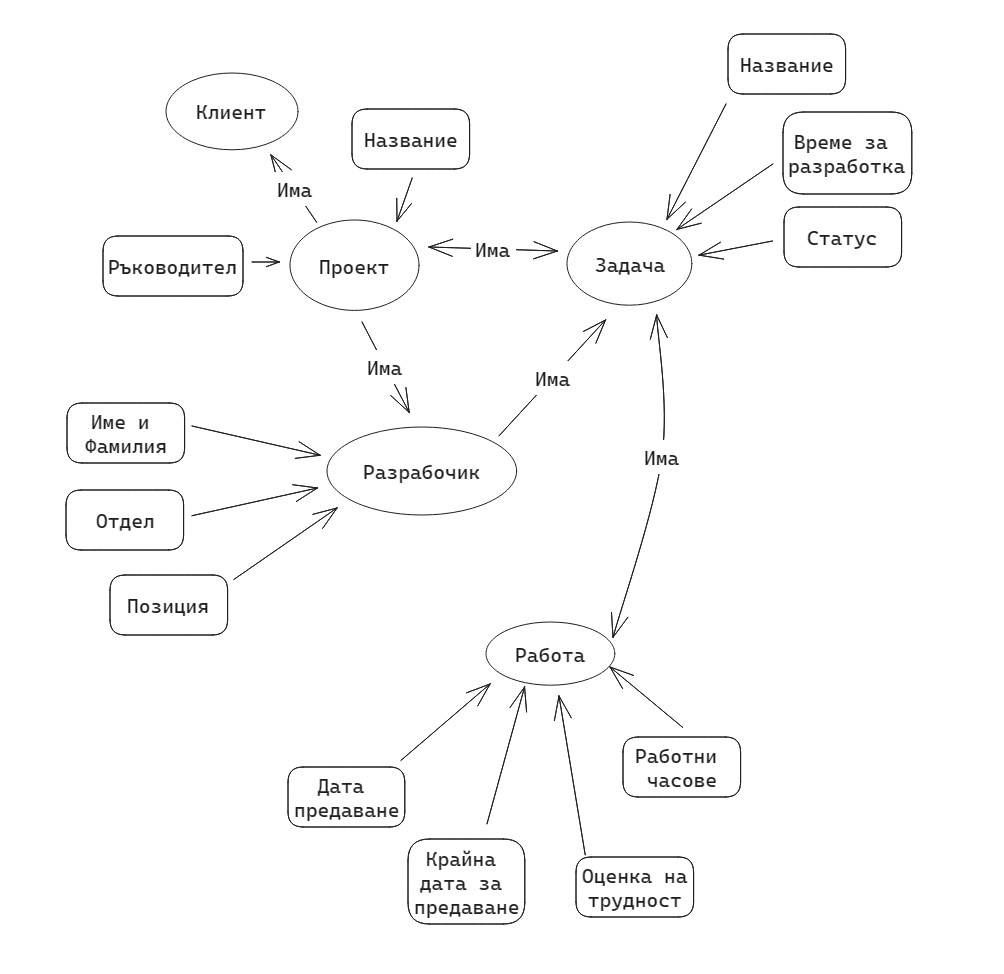 Название
Клиент
Название
Време за
разработка
Има
Статус
Ръководител
Проект
Има
Задача
Има
Има
Име и
Фамилия
Разрабочик
Има
Отдел
Позиция
Работа
Работни
часове
Дата
предаване
Крайна
дата за
предаване
Оценка на
трудност